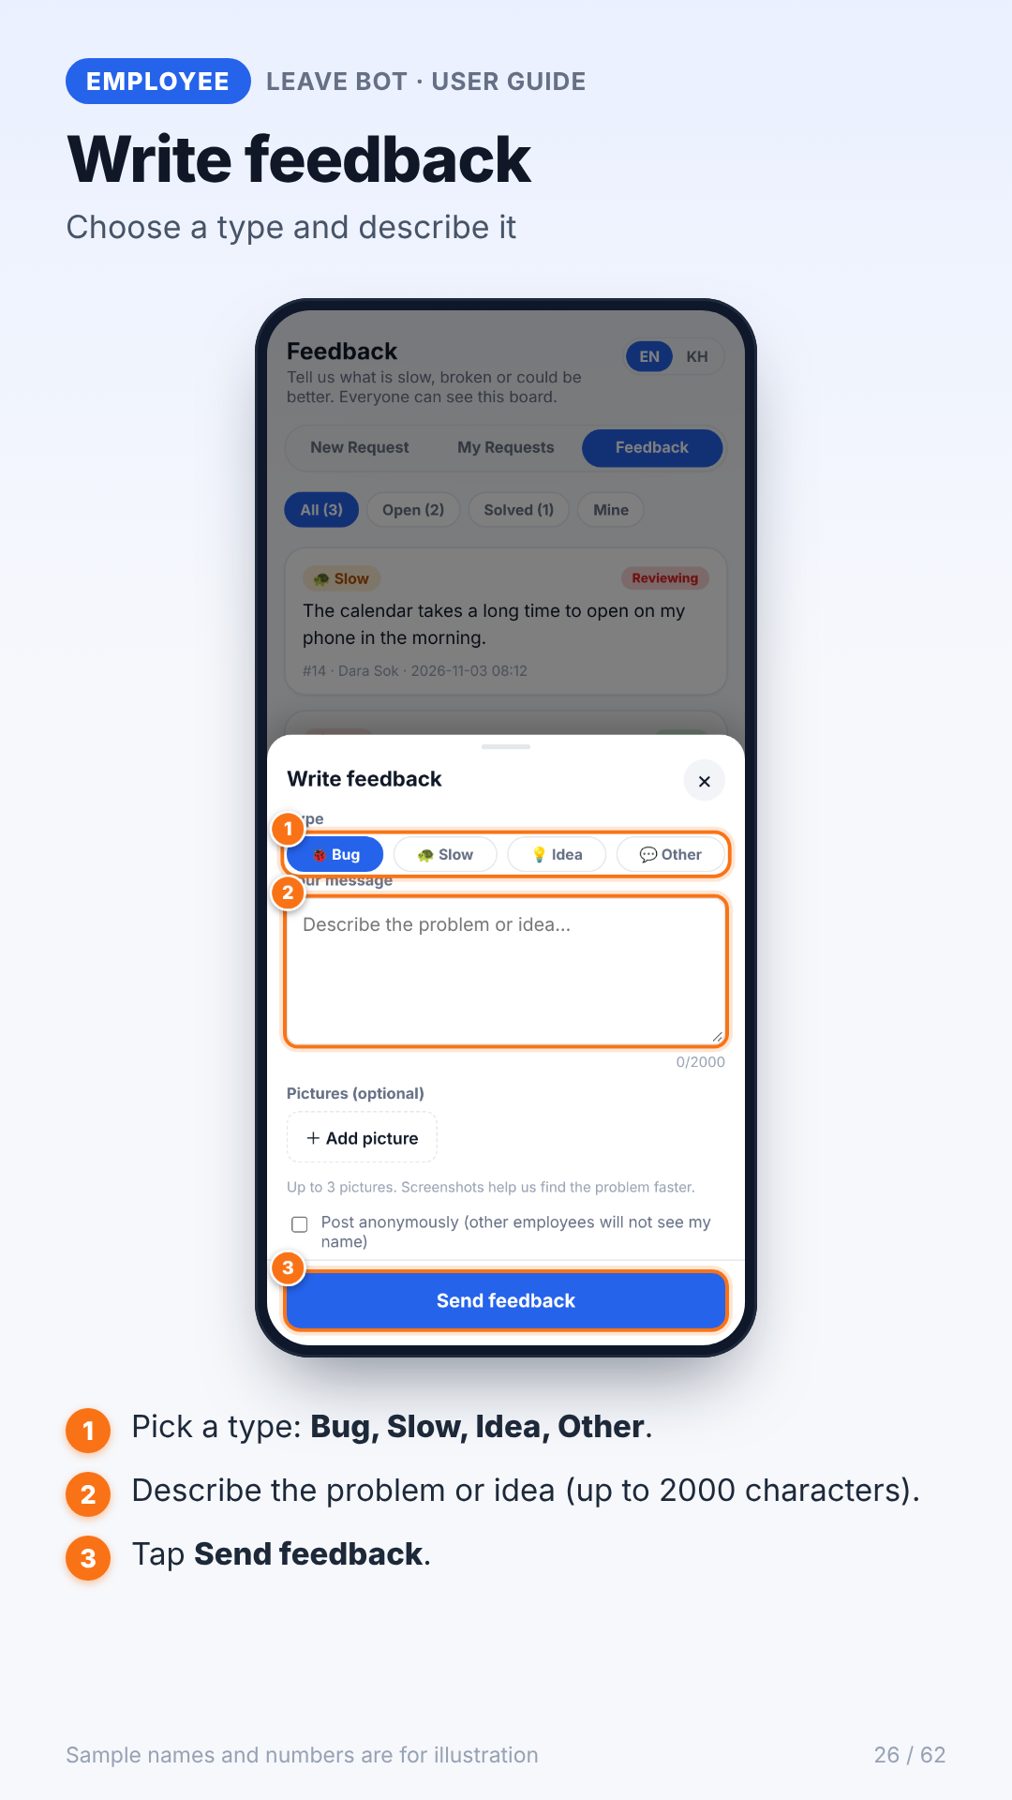 EMPLOYEE LEAVE BOT · USER GUIDE
Write feedback
Choose a type and describe it
Feedback
EN KH
Tell us what is slow, broken or could be
better. Everyone can see this board.
New Request My Requests Feedback
All (3) Open (2) Solved (1) Mine
🐢 Slow Reviewing
The calendar takes a long time to open on my
phone in the morning.
#14 · Dara Sok · 2026-11-03 08:12
Write feedback ×
1
🐞 Bug 🐢 Slow 💡 Idea 💬 Other
message
2
Describe the problem or idea...
0/2000
Pictures (optional)
+ Add picture
Up to 3 pictures. Screenshots help us find the problem faster.
Post anonymously (other employees will not see my
name)
3
Send feedback
1 Pick a type: Bug, Slow, Idea, Other.
2 Describe the problem or idea (up to 2000 characters).
3 Tap Send feedback.
Sample names and numbers are for illustration 26 / 62